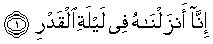 إِنَّآ أَنزَلْنَـٰهُ فِى لَيْلَةِ ٱلْقَدْرِ ١